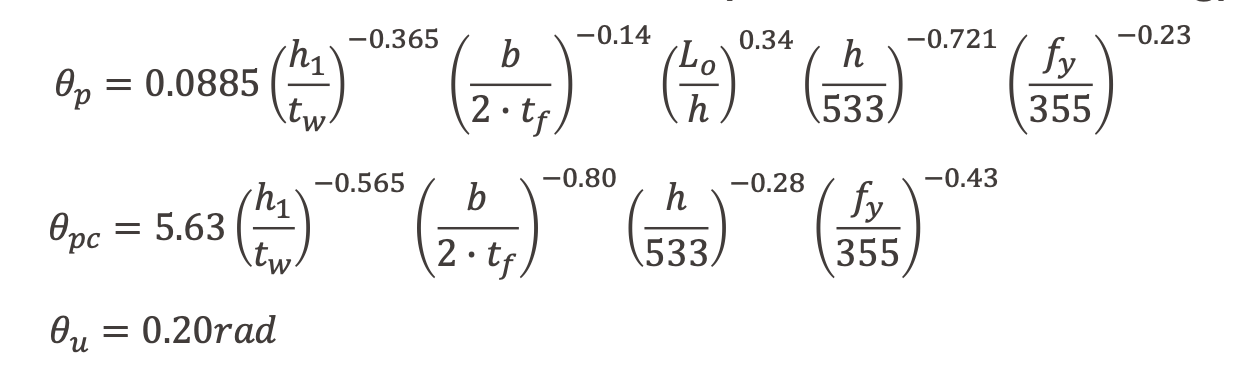 θ_p = 0.0885 (h_1/t_w)^−0.365 (b/(2 · t_f))^−0.14 (L_o/h)^0.34 (h/533)^−0.721 (f_y/355)^−0.23
θ_pc = 5.63 (h_1/t_w)^−0.565 (b/(2 · t_f))^−0.80 (h/533)^−0.28 (f_y/355)^−0.43
θ_u = 0.20rad